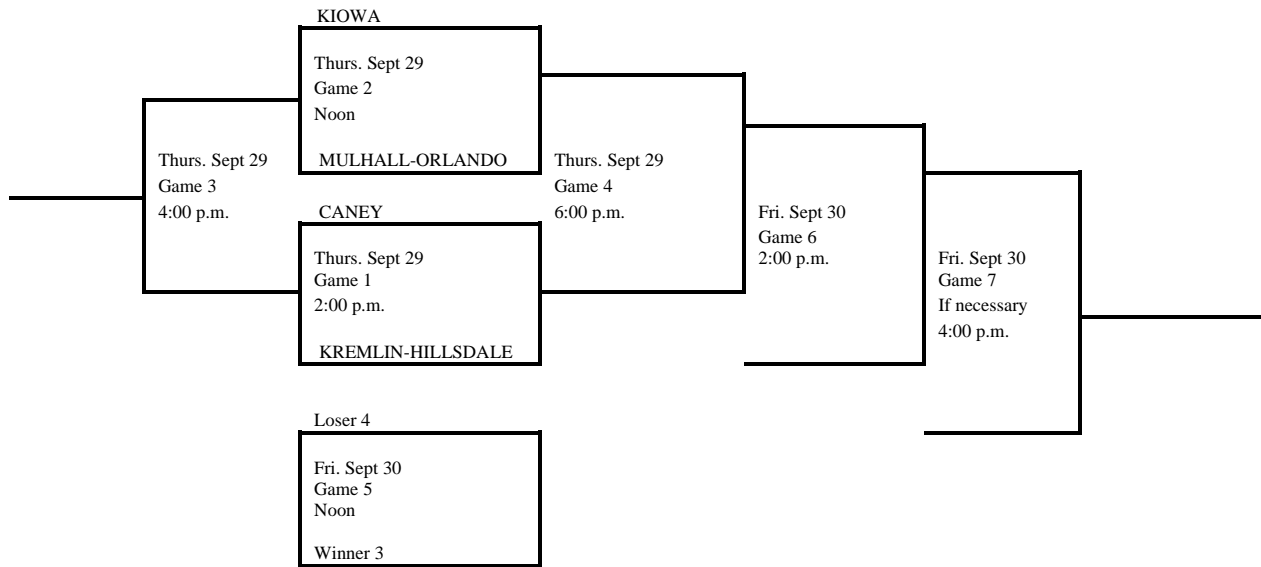 KIOWA
Thurs. Sept 29
Game 2
Noon
MULHALL-ORLANDO
Thurs. Sept 29
Game 3
4:00 p.m.
CANEY
Thurs. Sept 29
Game 1
2:00 p.m.
KREMLIN-HILLSDALE
Thurs. Sept 29
Game 4
6:00 p.m.
Fri. Sept 30
Game 6
2:00 p.m.
Fri. Sept 30
Game 7
If necessary
4:00 p.m.
Loser 4
Fri. Sept 30
Game 5
Noon
Winner 3